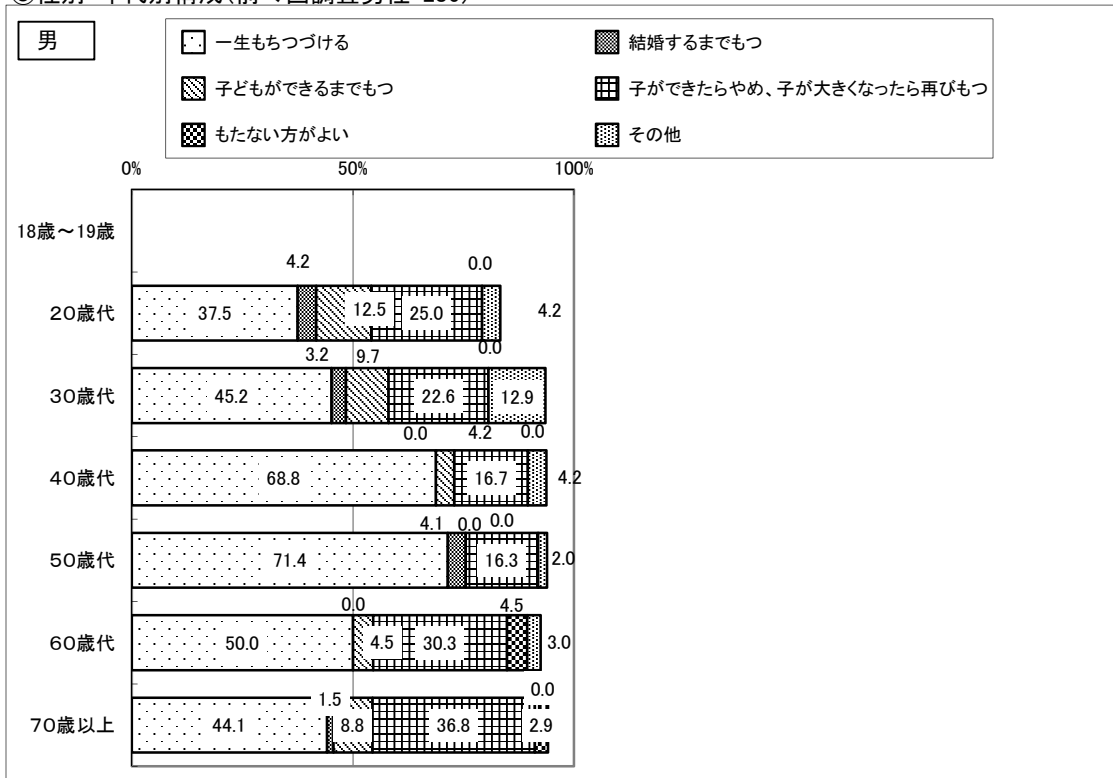 男
一生もちつづける
結婚するまでもつ
子どもができるまでもつ
子ができたらやめ、子が大きくなったら再びもつ
もたない方がよい
その他
0% 50% 100%
18歳～19歳
4.2 0.0
20歳代 37.5 12.5 25.0 4.2
3.2 9.7 0.0
30歳代 45.2 22.6 12.9
0.0 4.2 0.0
40歳代 68.8 16.7 4.2
4.1 0.0 0.0
50歳代 71.4 16.3 2.0
0.0 4.5
60歳代 50.0 4.5 30.3 3.0
1.5 0.0
70歳以上 44.1 8.8 36.8 2.9